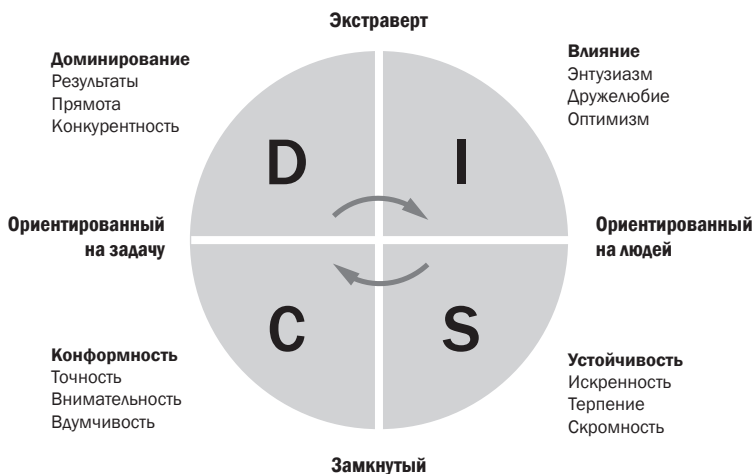 Экстраверт
Доминирование
Результаты
Прямота
Конкурентность
Влияние
Энтузиазм
Дружелюбие
Оптимизм
D
I
Ориентированный
на задачу
Ориентированный
на людей
C
S
Конформность
Точность
Внимательность
Вдумчивость
Устойчивость
Искренность
Терпение
Скромность
Замкнутый